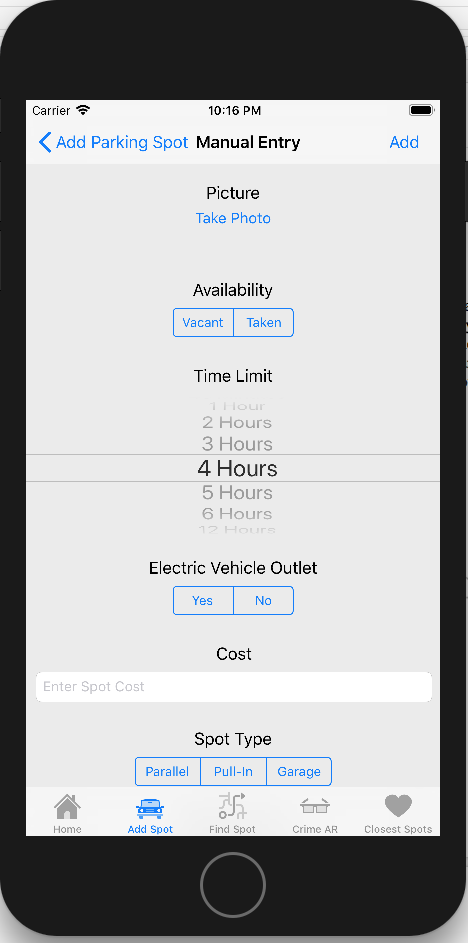 Carrier 10:16 PM
Add Parking Spot Manual Entry Add
Picture
Take Photo
Availability
Vacant Taken
Time Limit
1 Hour
2 Hours
3 Hours
4 Hours
5 Hours
6 Hours
12 Hours
Electric Vehicle Outlet
Yes No
Cost
Enter Spot Cost
Spot Type
Parallel Pull-In Garage
Home Add Spot Find Spot Crime AR Closest Spots